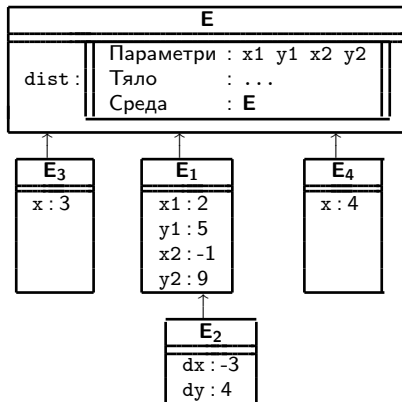 E
Параметри : x1 y1 x2 y2
dist : Тяло : ...
Среда : E
E3 E1 E4
x : 3 x1 : 2 x : 4
y1 : 5
x2 : -1
y2 : 9
E2
dx : -3
dy : 4